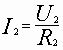 I₂ = U₂/R₂